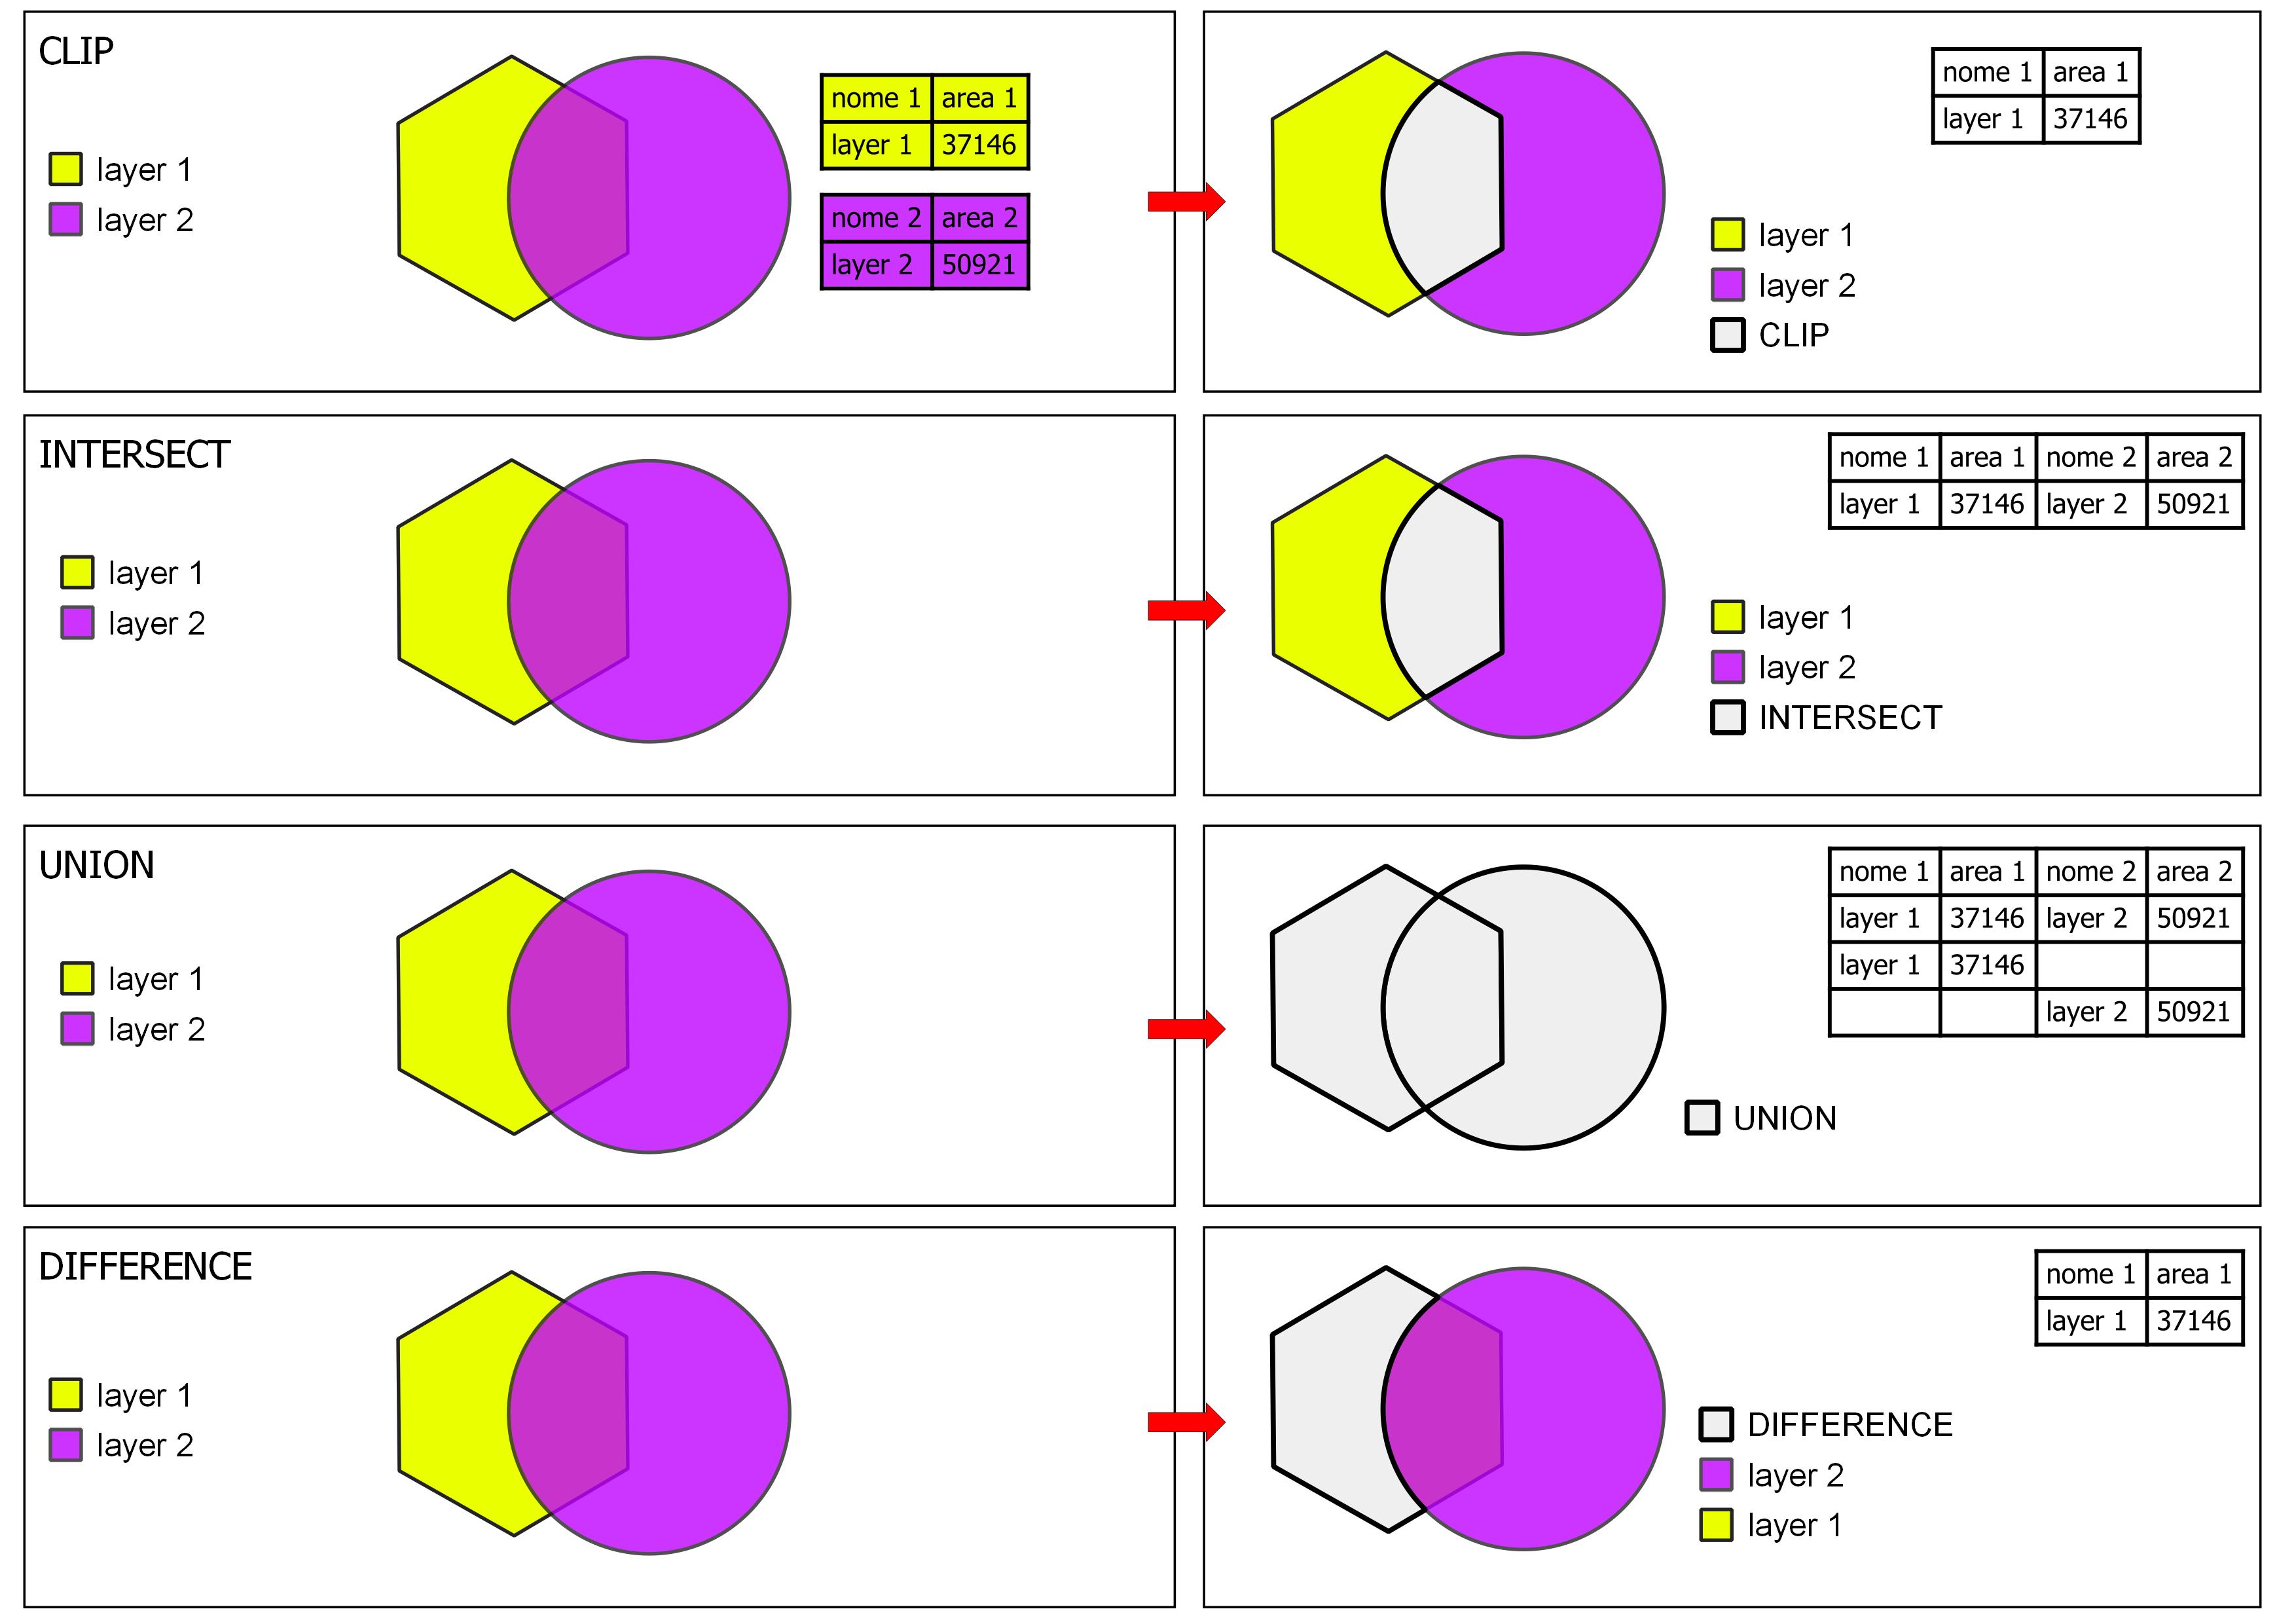 CLIP
layer 1
layer 2
nome 1 area 1
layer 1 37146
nome 2 area 2
layer 2 50921
nome 1 area 1
layer 1 37146
layer 1
layer 2
CLIP
INTERSECT
layer 1
layer 2
nome 1 area 1 nome 2 area 2
layer 1 37146 layer 2 50921
layer 1
layer 2
INTERSECT
UNION
layer 1
layer 2
nome 1 area 1 nome 2 area 2
layer 1 37146 layer 2 50921
layer 1 37146
layer 2 50921
UNION
DIFFERENCE
layer 1
layer 2
nome 1 area 1
layer 1 37146
DIFFERENCE
layer 2
layer 1